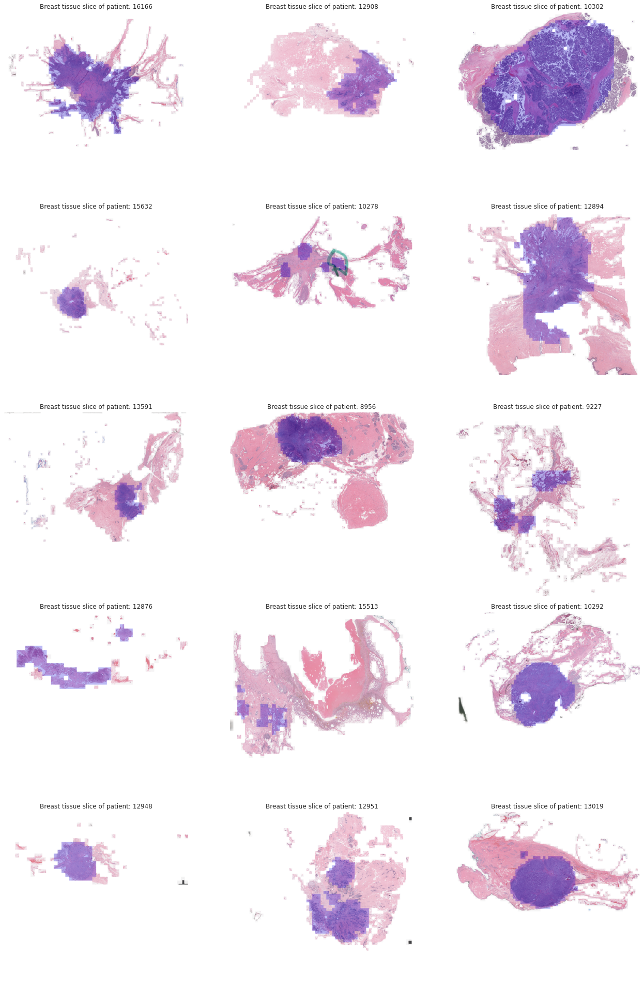 Breast tissue slice of patient: 16166
Breast tissue slice of patient: 12908
Breast tissue slice of patient: 10302
Breast tissue slice of patient: 15632
Breast tissue slice of patient: 10278
Breast tissue slice of patient: 12894
Breast tissue slice of patient: 13591
Breast tissue slice of patient: 8956
Breast tissue slice of patient: 9227
Breast tissue slice of patient: 12876
Breast tissue slice of patient: 15513
Breast tissue slice of patient: 10292
Breast tissue slice of patient: 12948
Breast tissue slice of patient: 12951
Breast tissue slice of patient: 13019